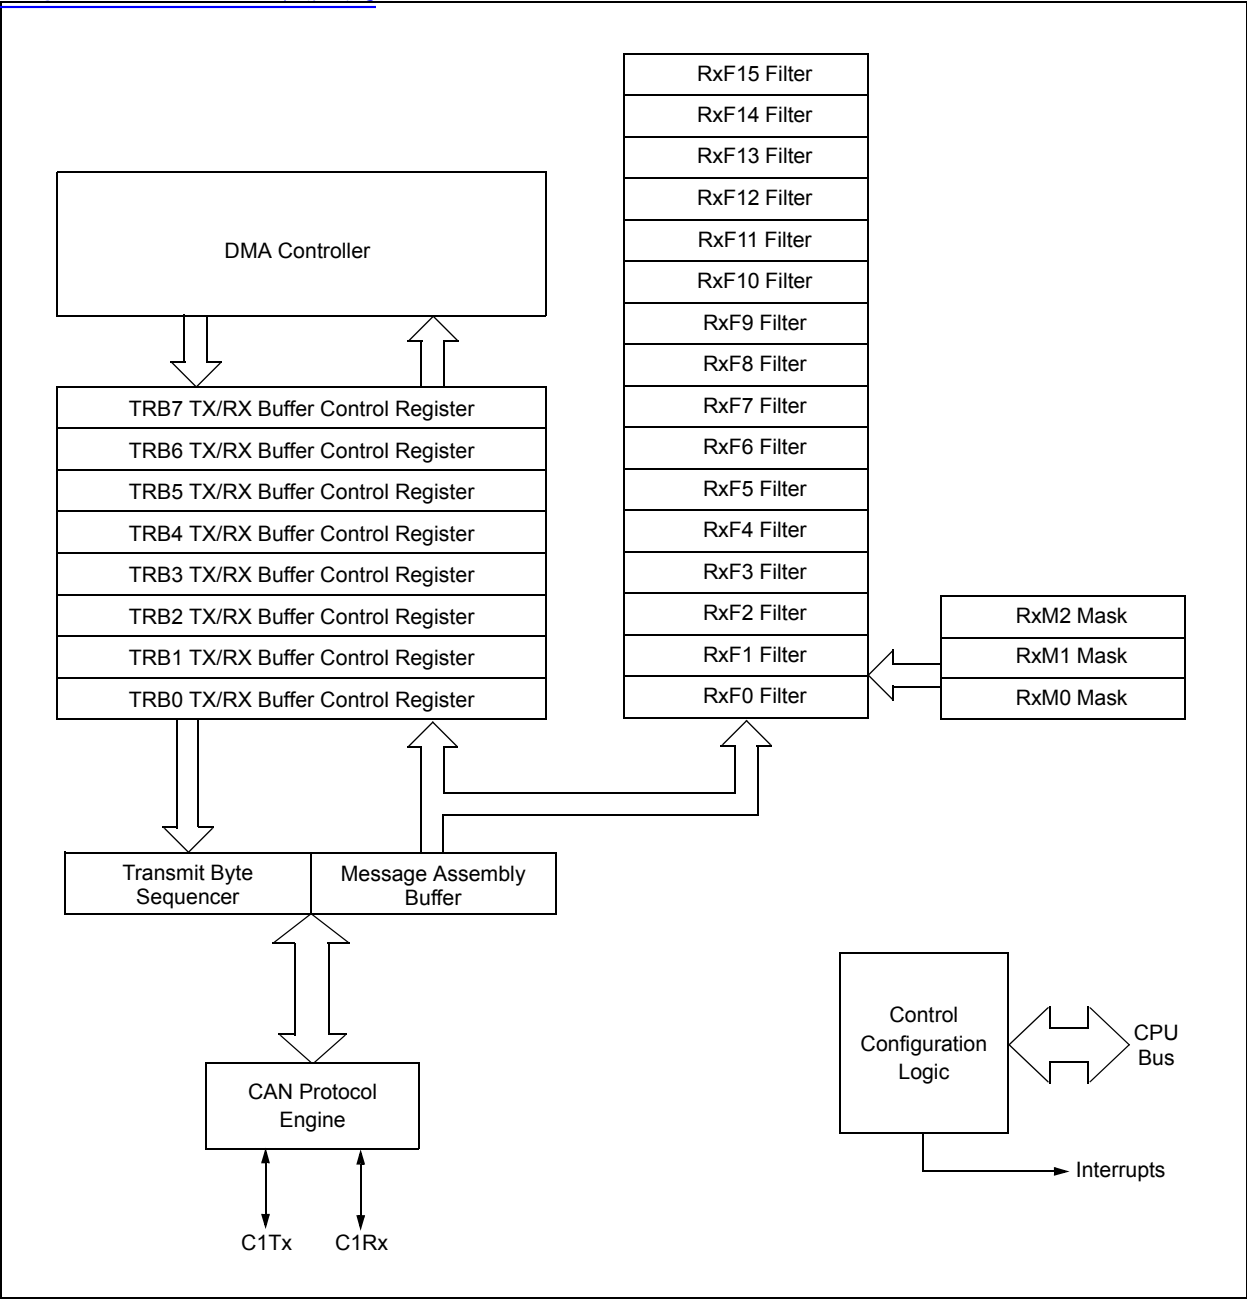 RxF15 Filter
RxF14 Filter
RxF13 Filter
RxF12 Filter
RxF11 Filter
RxF10 Filter
RxF9 Filter
RxF8 Filter
RxF7 Filter
RxF6 Filter
RxF5 Filter
RxF4 Filter
RxF3 Filter
RxF2 Filter
RxF1 Filter
RxF0 Filter
DMA Controller
TRB7 TX/RX Buffer Control Register
TRB6 TX/RX Buffer Control Register
TRB5 TX/RX Buffer Control Register
TRB4 TX/RX Buffer Control Register
TRB3 TX/RX Buffer Control Register
TRB2 TX/RX Buffer Control Register
TRB1 TX/RX Buffer Control Register
TRB0 TX/RX Buffer Control Register
RxM2 Mask
RxM1 Mask
RxM0 Mask
Transmit Byte
Sequencer
Message Assembly
Buffer
CAN Protocol
Engine
C1Tx
C1Rx
Control
Configuration
Logic
CPU
Bus
Interrupts